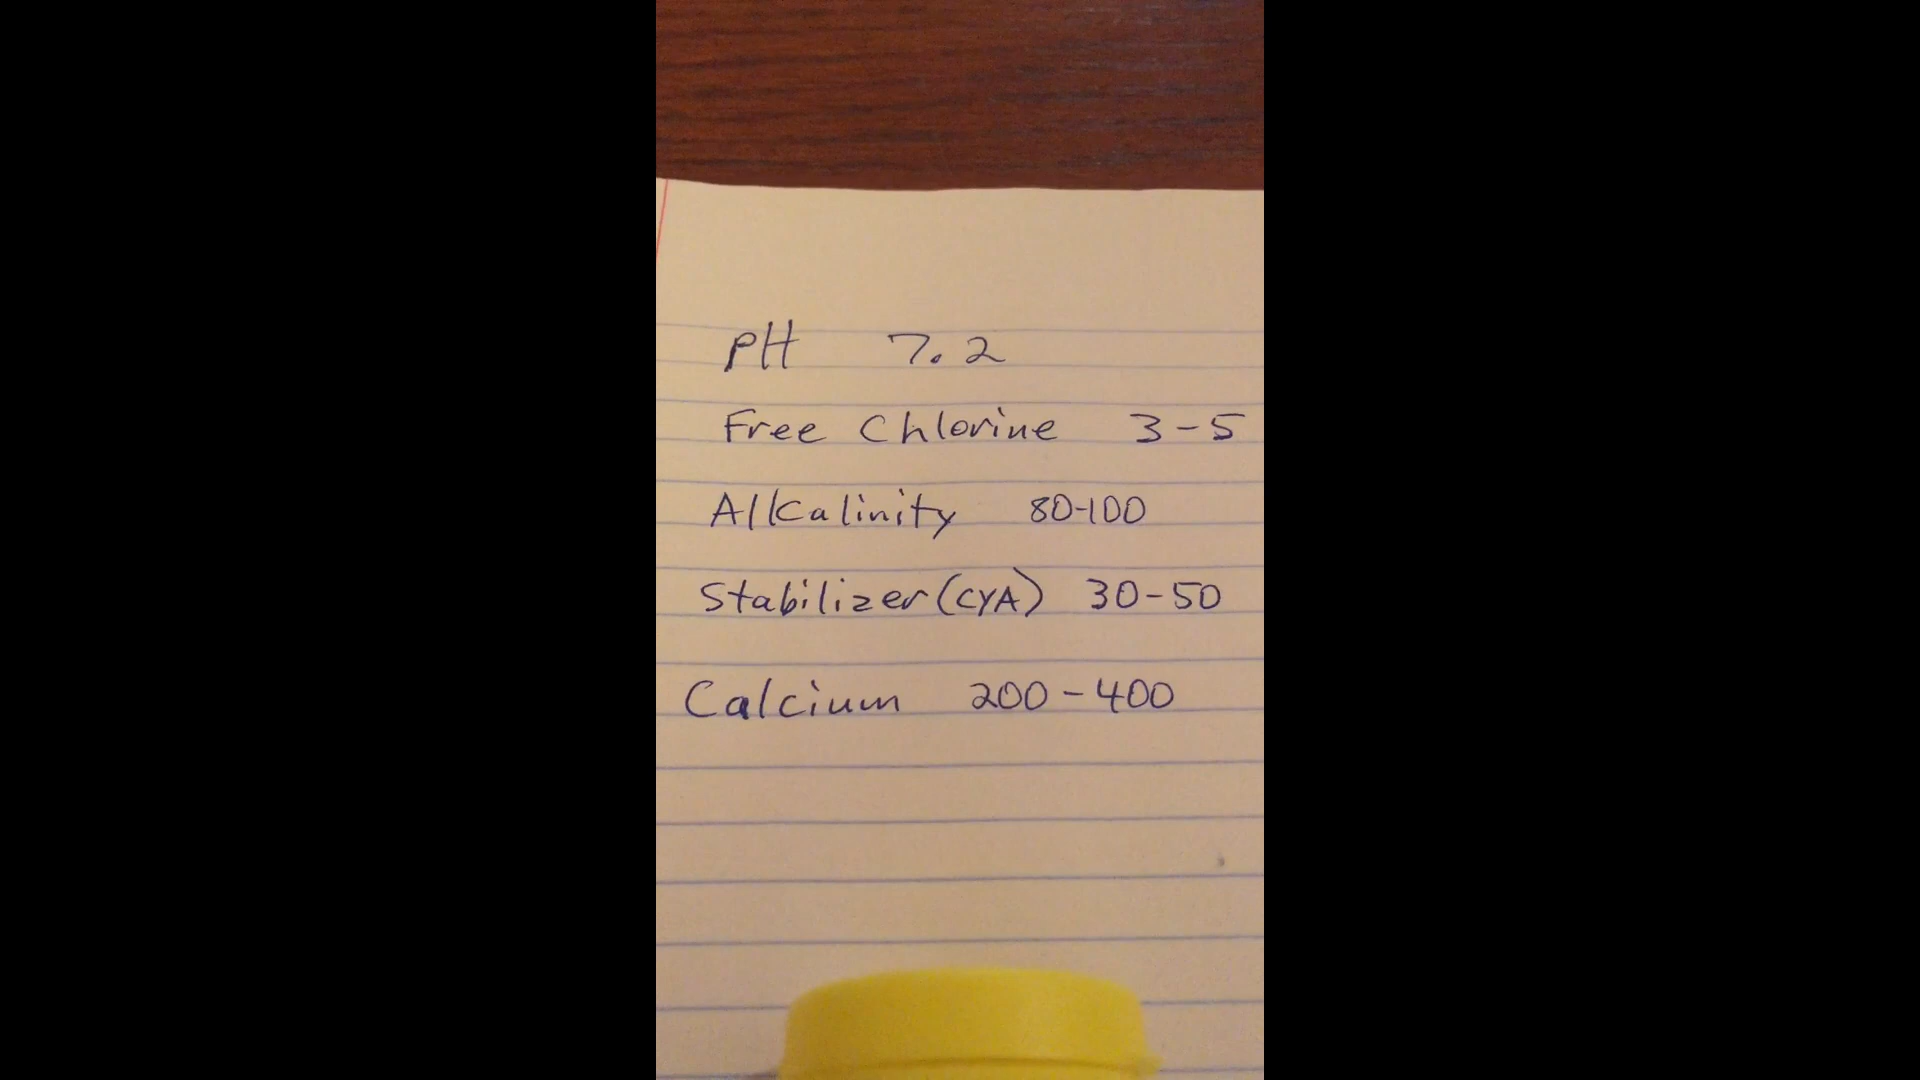 pH 7.2
Free Chlorine 3-5
Alkalinity 80-100
Stabilizer (CYA) 30-50
Calcium 200-400